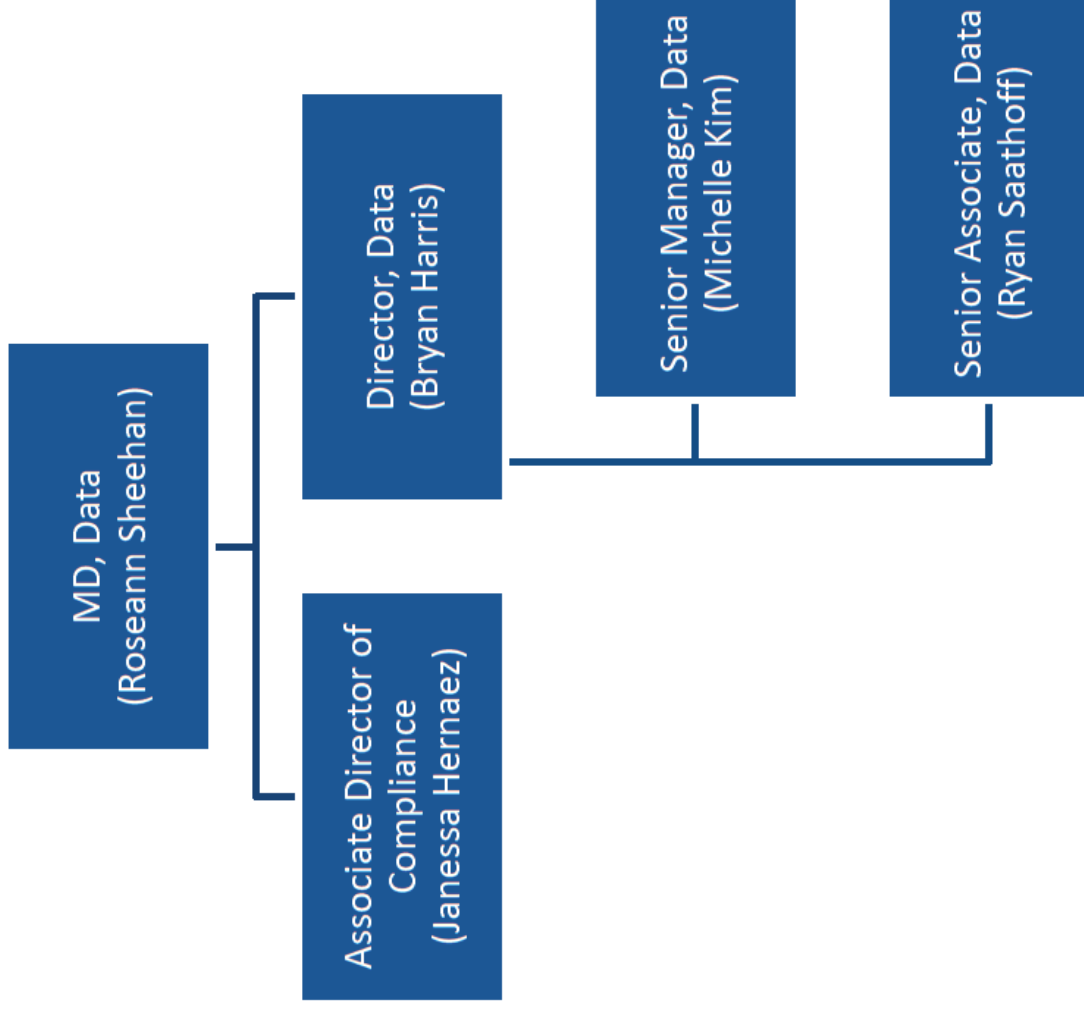 MD, Data
(Roseann Sheehan)
Associate Director of
Compliance
(Janessa Hernaez)
Director, Data
(Bryan Harris)
Senior Manager, Data
(Michelle Kim)
Senior Associate, Data
(Ryan Saathoff)